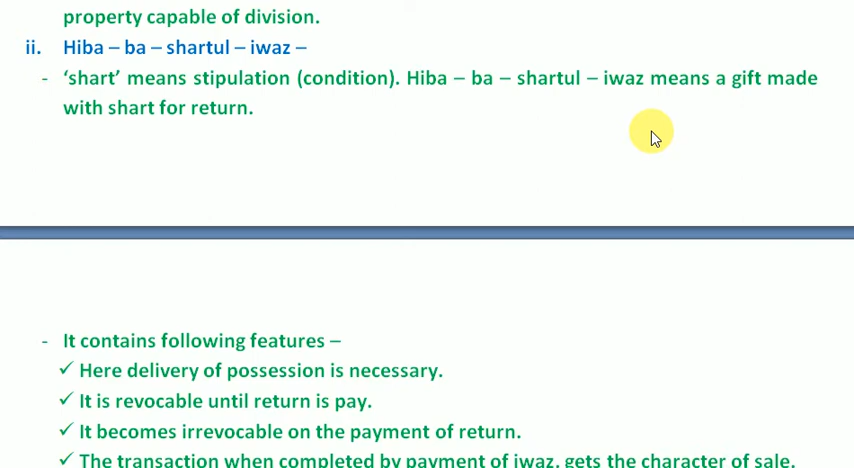 property capable of division.
ii. Hiba – ba – shartul – iwaz –
- ‘shart’ means stipulation (condition). Hiba – ba – shartul – iwaz means a gift made
with shart for return.
- It contains following features –
✓ Here delivery of possession is necessary.
✓ It is revocable until return is pay.
✓ It becomes irrevocable on the payment of return.
✓ The transaction when completed by payment of iwaz, gets the character of sale.